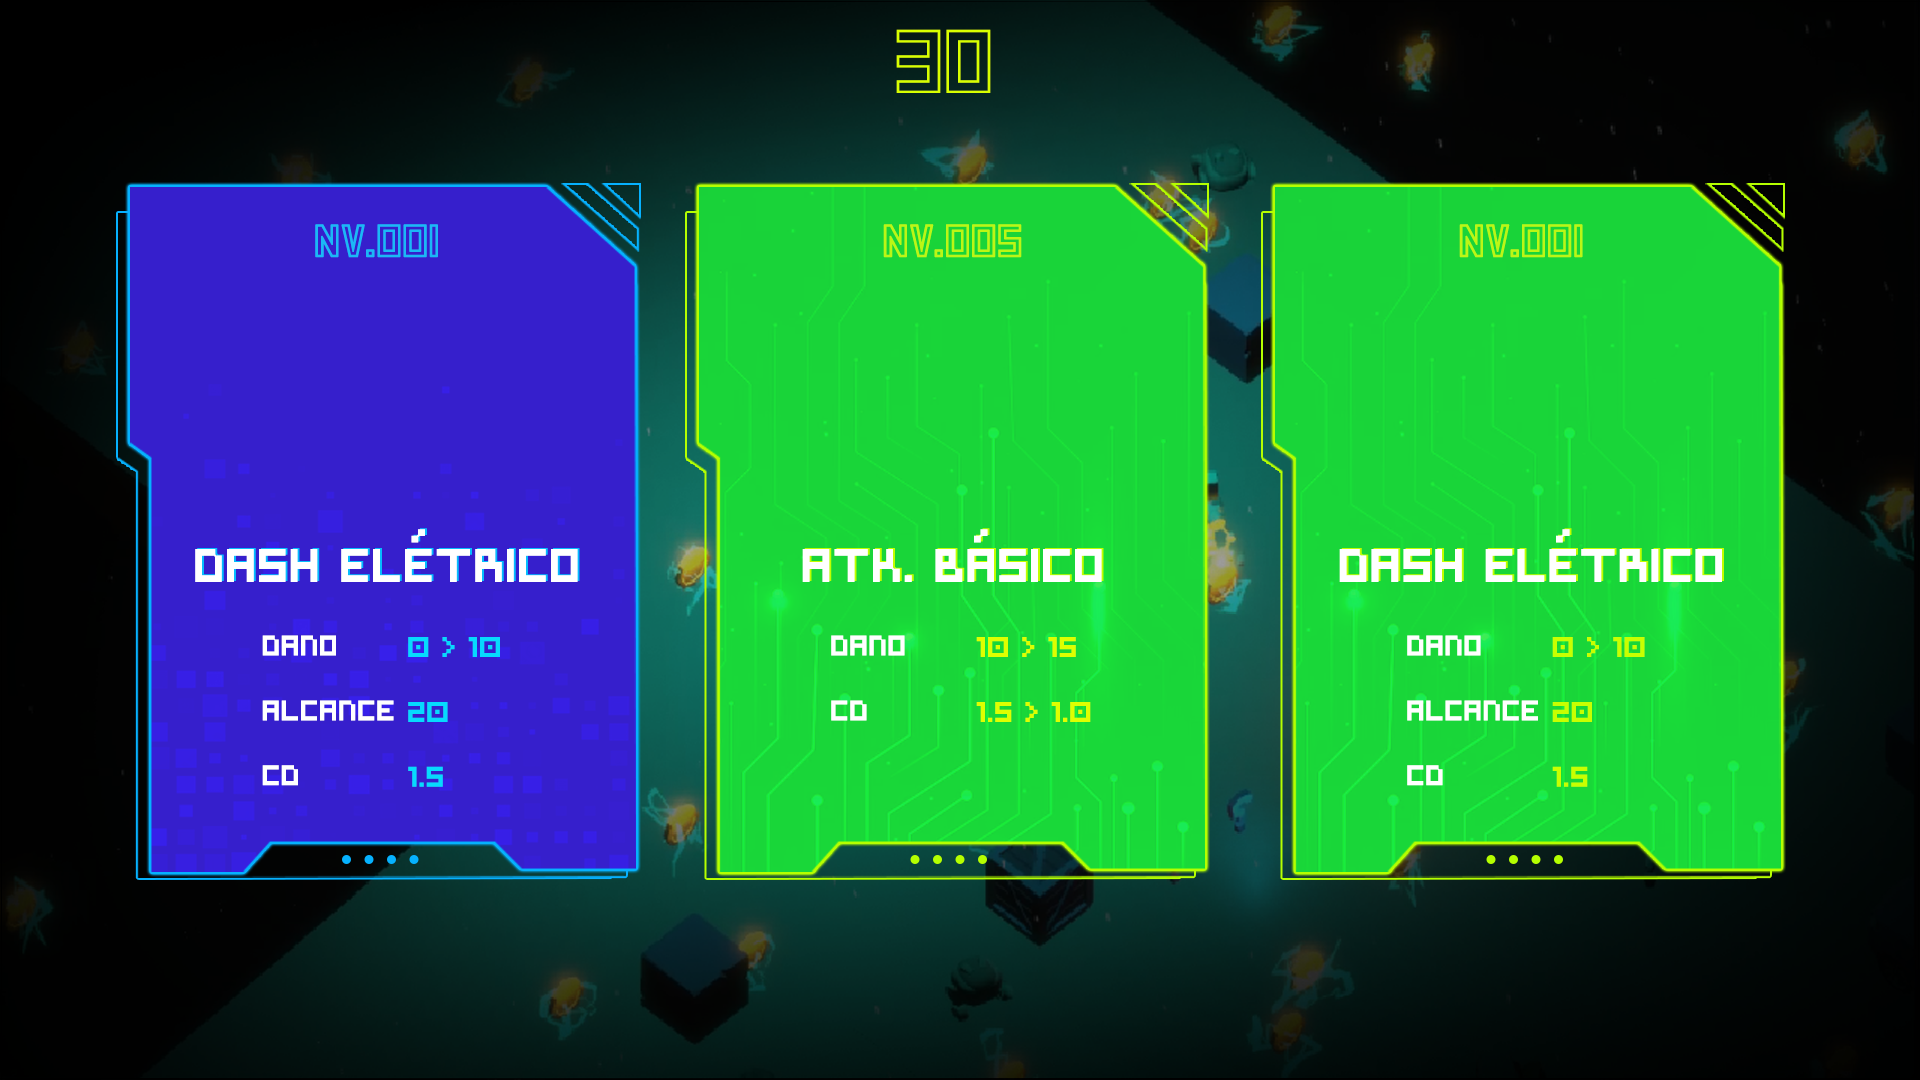 30
NV.001
DASH ELÉTRICO
DANO 0 > 10
ALCANCE 20
CD 1.5
NV.005
ATK. BÁSICO
DANO 10 > 15
CD 1.5 > 1.0
NV.001
DASH ELÉTRICO
DANO 0 > 10
ALCANCE 20
CD 1.5